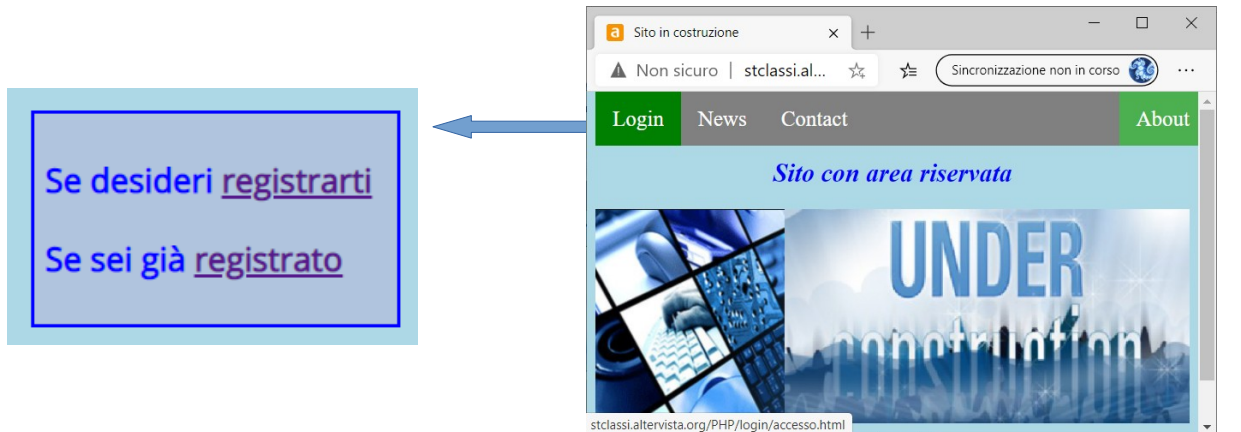 Se desideri registrarti
Se sei già registrato
Sito in costruzione
Non sicuro | stclassi.al...
Sincronizzazione non in corso
Login News Contact About
Sito con area riservata
UNDER
construction
stclassi.altervista.org/PHP/login/accesso.html